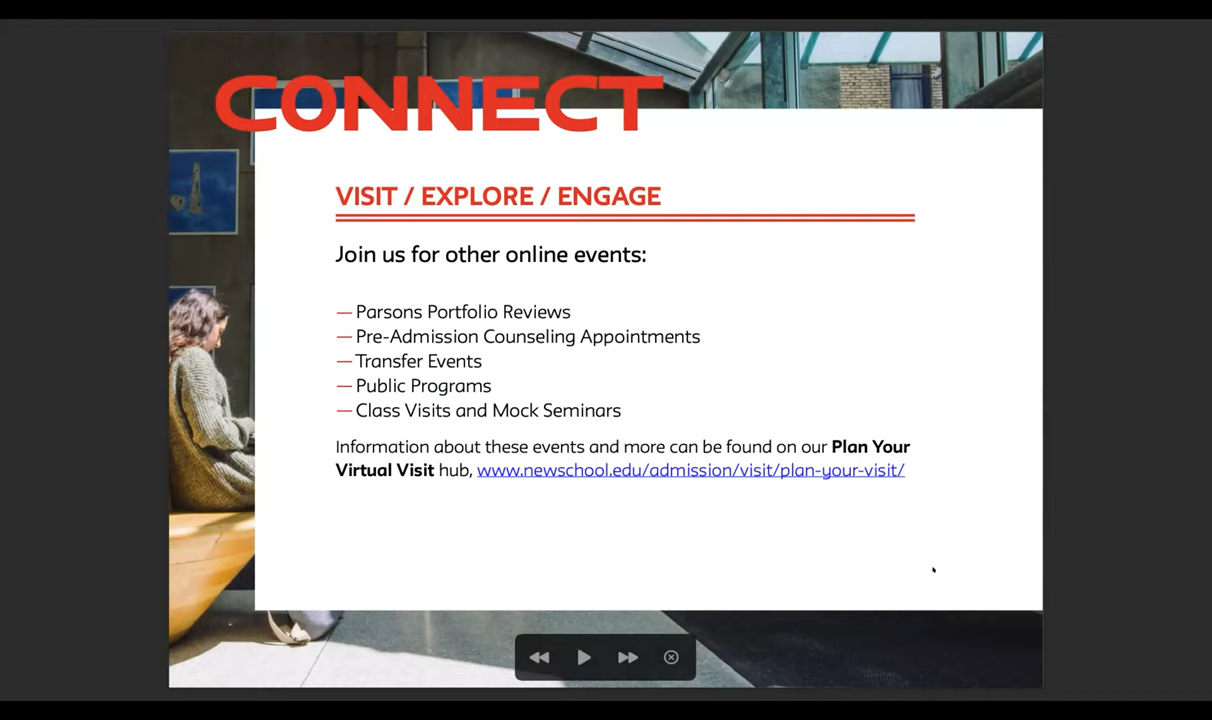 CONNECT
VISIT / EXPLORE / ENGAGE
Join us for other online events:
— Parsons Portfolio Reviews
— Pre-Admission Counseling Appointments
— Transfer Events
— Public Programs
— Class Visits and Mock Seminars
Information about these events and more can be found on our Plan Your
Virtual Visit hub, www.newschool.edu/admission/visit/plan-your-visit/